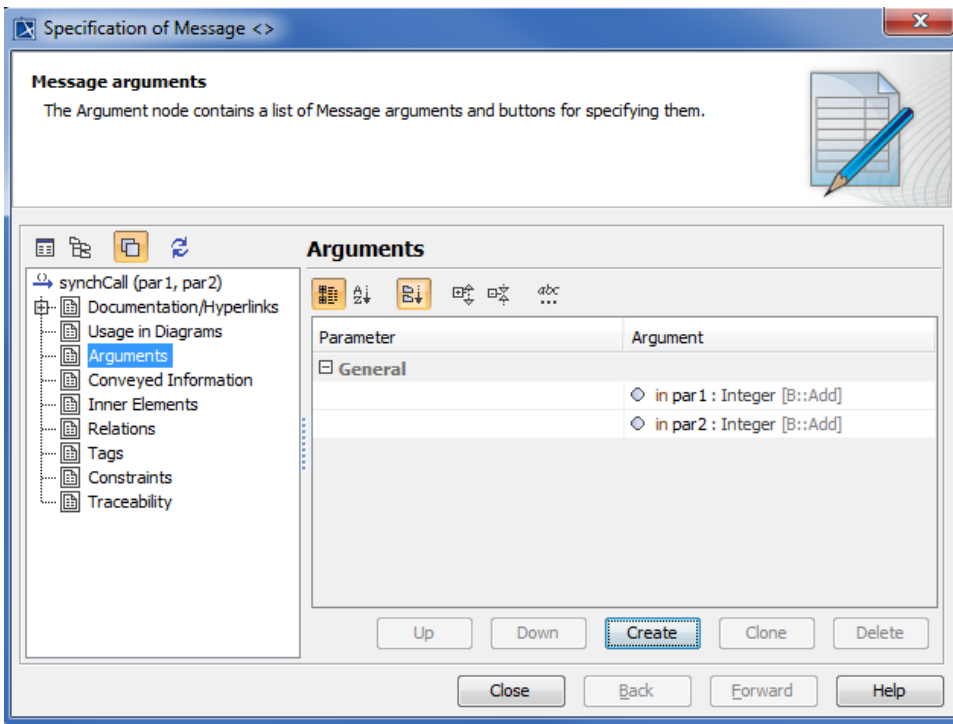 Specification of Message <>
x
Message arguments
The Argument node contains a list of Message arguments and buttons for specifying them.
Arguments
synchCall (par1, par2)
Documentation/Hyperlinks
Usage in Diagrams
Arguments
Conveyed Information
Inner Elements
Relations
Tags
Constraints
Traceability
A
Z
abc
...
Parameter Argument
General
in par1 : Integer [B::Add]
in par2 : Integer [B::Add]
Up Down Create Clone Delete
Close Back Forward Help